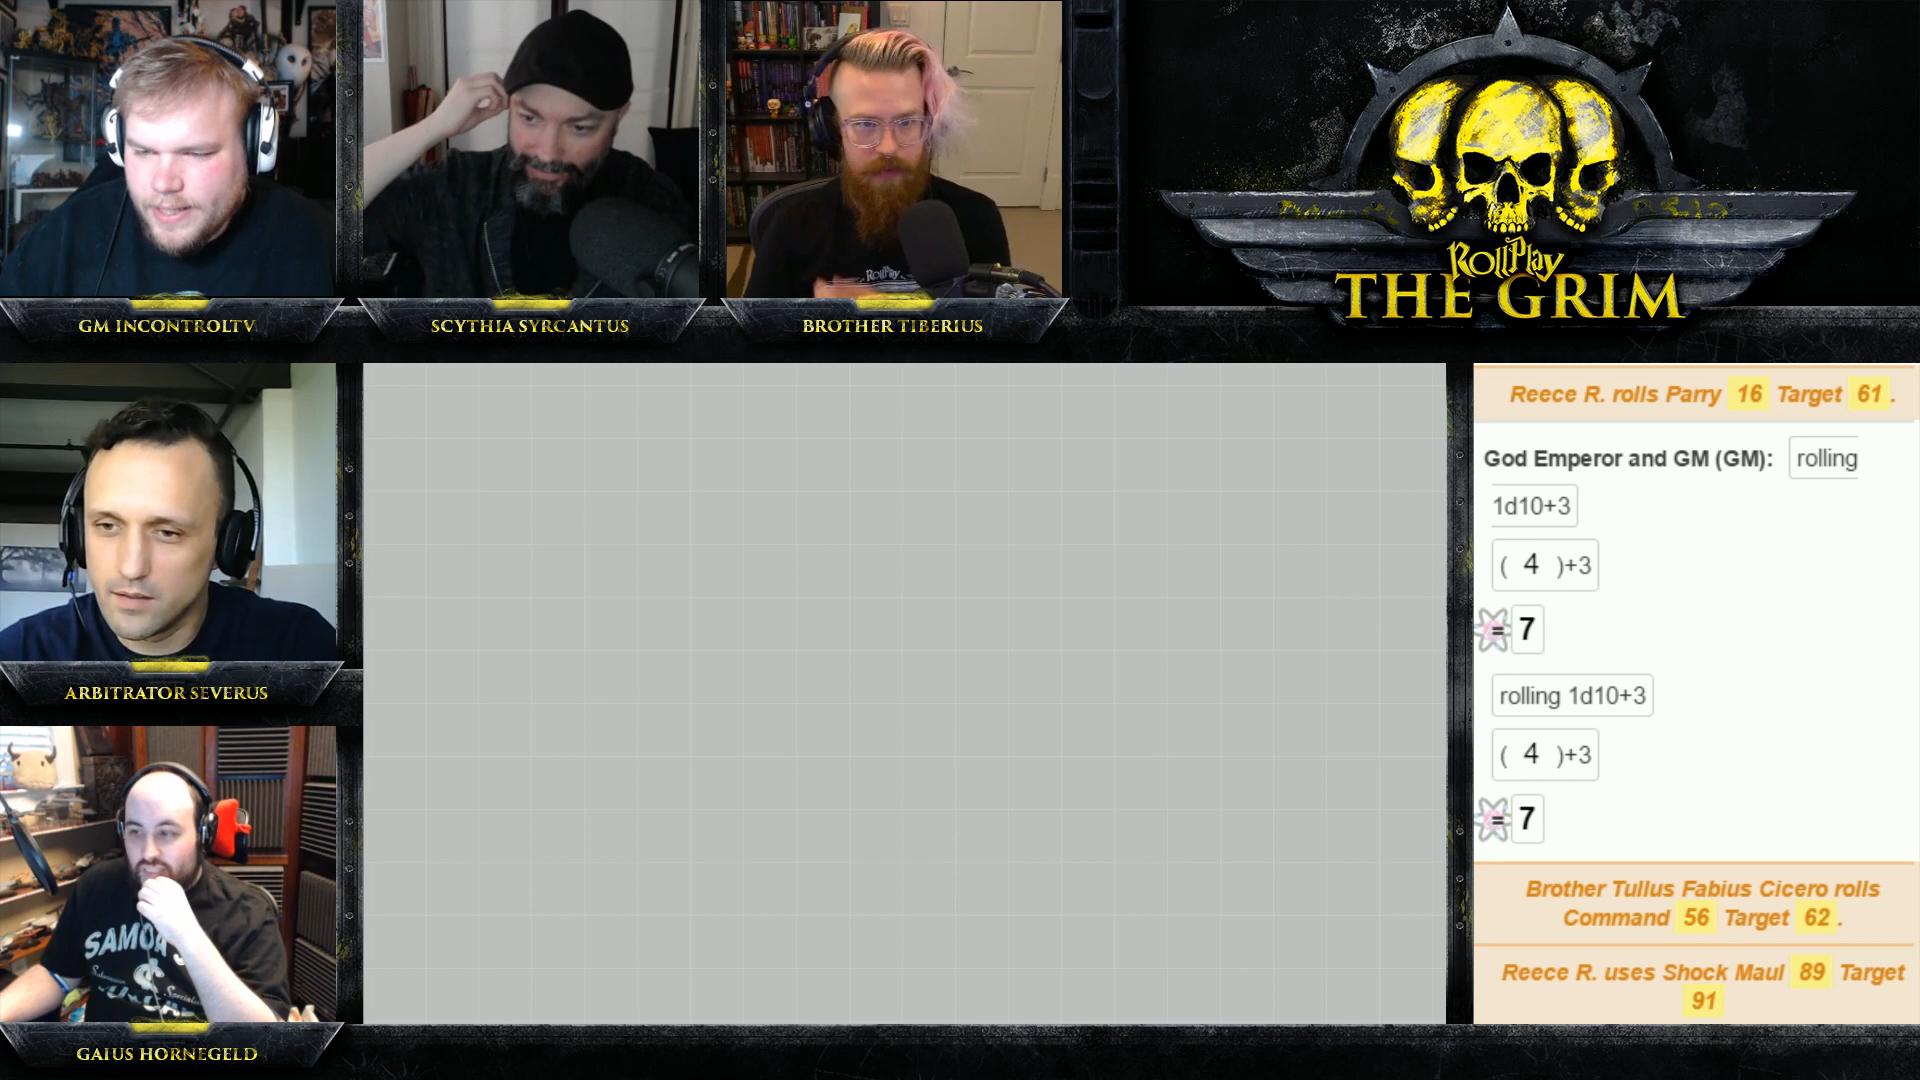 GM INCONTROLTV
SCYTHIA SYRCANTUS
RollPlay
BROTHER TIBERIUS
RollPlay
THE GRIM
ARBITRATOR SEVERUS
SAMOA
GAIUS HORNEGELD
Reece R. rolls Parry 16 Target 61.
God Emperor and GM (GM): rolling
1d10+3
( 4 )+3
= 7
rolling 1d10+3
( 4 )+3
= 7
Brother Tullus Fabius Cicero rolls
Command 56 Target 62.
Reece R. uses Shock Maul 89 Target
91